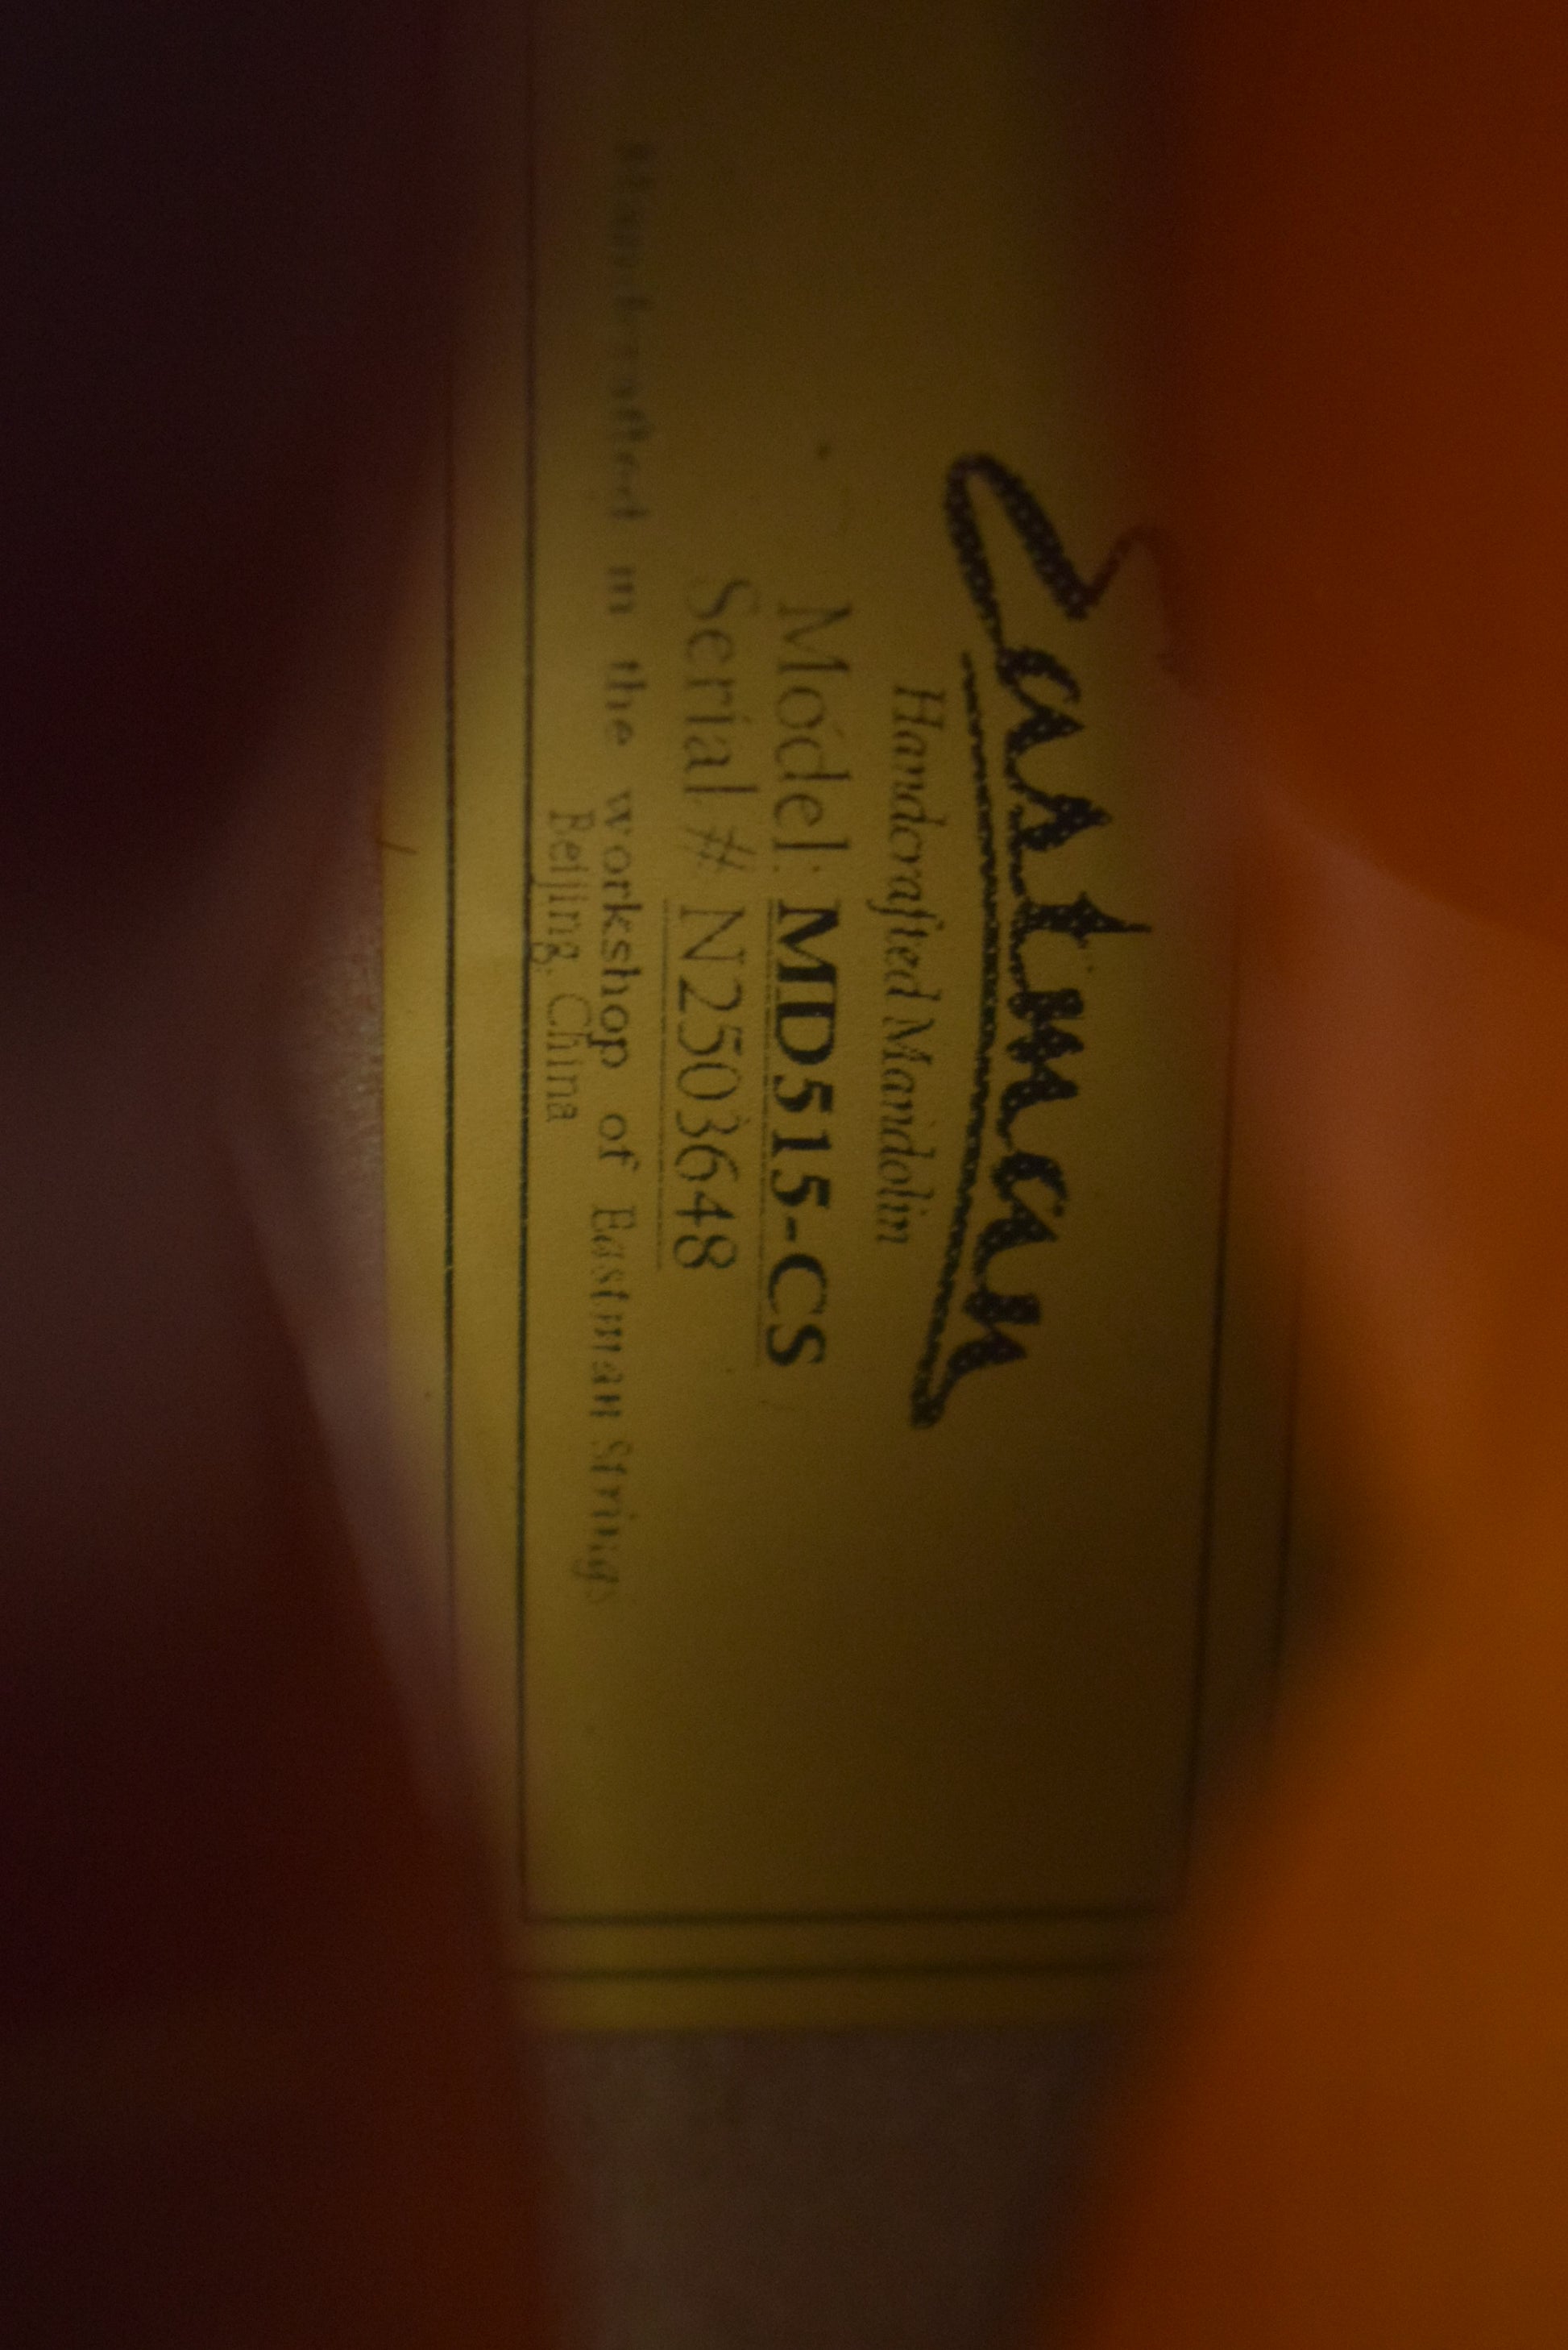 Eastman
Handcrafted Mandolin
Model: MD515-CS
Serial # N2503648
Handcrafted in the workshop of Eastman Strings
Beijing, China